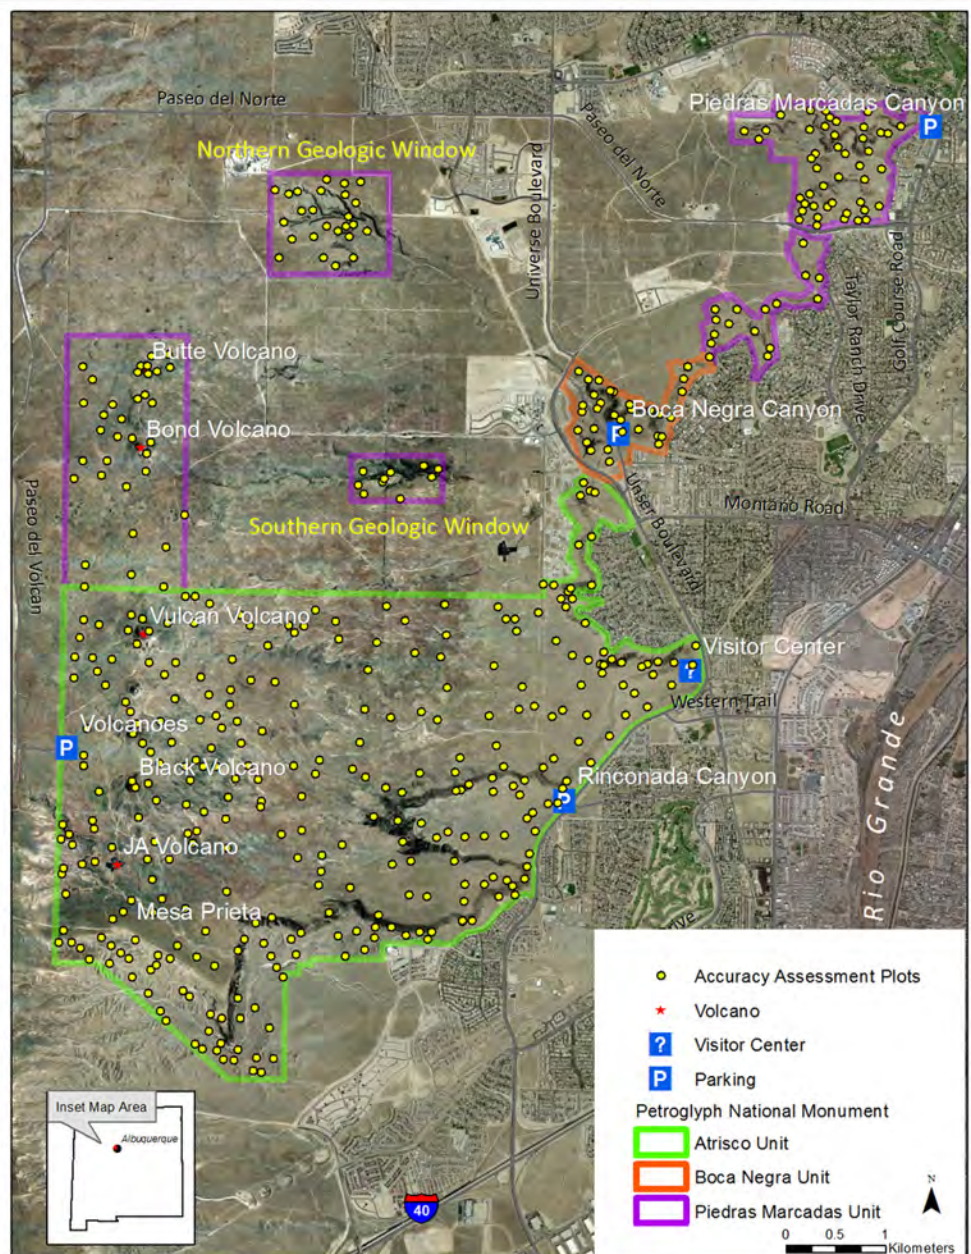 Paseo del Norte
Piedras Marcadas Canyon
P
Paseo del Norte
Northern Geologic Window
Universe Boulevard
Taylor Ranch Drive
Golf Course Road
Butte Volcano
Boca Negra Canyon
P
Bond Volcano
Southern Geologic Window
Unser Boulevard
Montano Road
Paseo del Volcan
Vulcan Volcano
Visitor Center
?
Western Trail
Volcanoes
P
Black Volcano
Rinconada Canyon
P
Rio Grande
JA Volcano
Mesa Prieta
Accuracy Assessment Plots
Volcano
? Visitor Center
P Parking
Petroglyph National Monument
Atrisco Unit
Boca Negra Unit
Piedras Marcadas Unit
N
0 0.5 1
Kilometers
Inset Map Area
Albuquerque
40